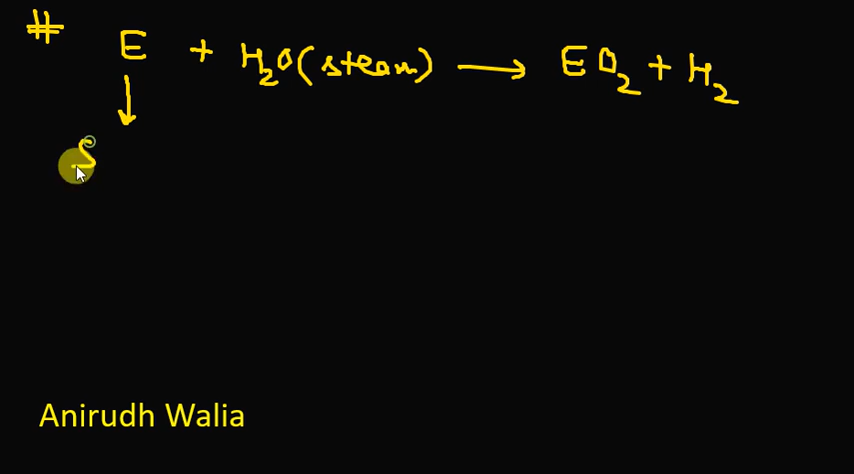 # E + H₂O (steam) → EO₂ + H₂
↓
S
Anirudh Walia